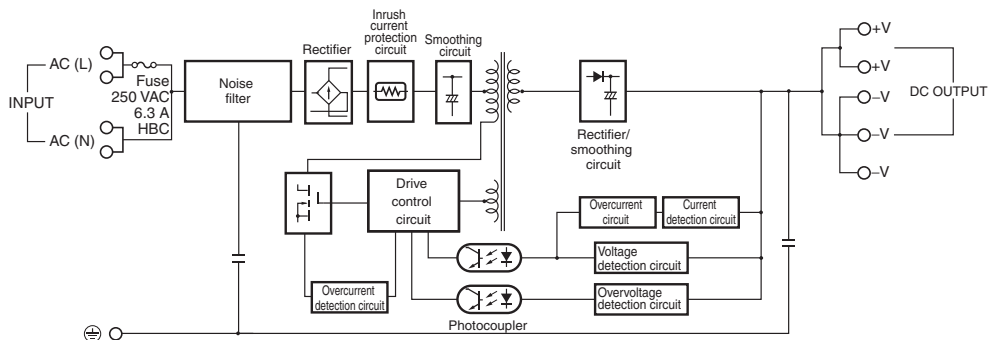 INPUT
AC (L)
AC (N)
Fuse
250 VAC
6.3 A
HBC
Noise
filter
Rectifier
Inrush
current
protection
circuit
Smoothing
circuit
Rectifier/
smoothing
circuit
+V
+V
–V
–V
–V
DC OUTPUT
Drive
control
circuit
Overcurrent
detection circuit
Overcurrent
circuit
Current
detection circuit
Voltage
detection circuit
Overvoltage
detection circuit
Photocoupler